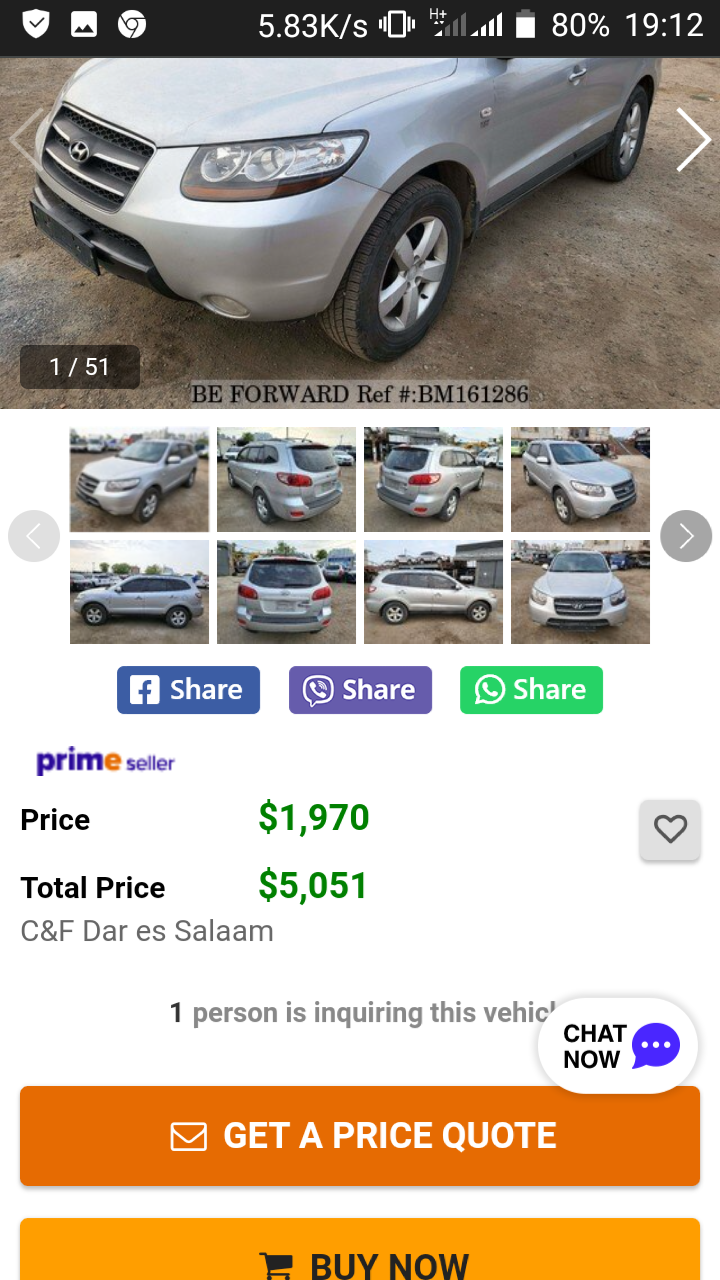 5.83K/s H+ 80% 19:12
1 / 51
BE FORWARD Ref #:BM161286
Share Share Share
prime seller
Price $1,970
Total Price $5,051
C&F Dar es Salaam
1 person is inquiring this
CHAT
NOW
GET A PRICE QUOTE
BUY NOW